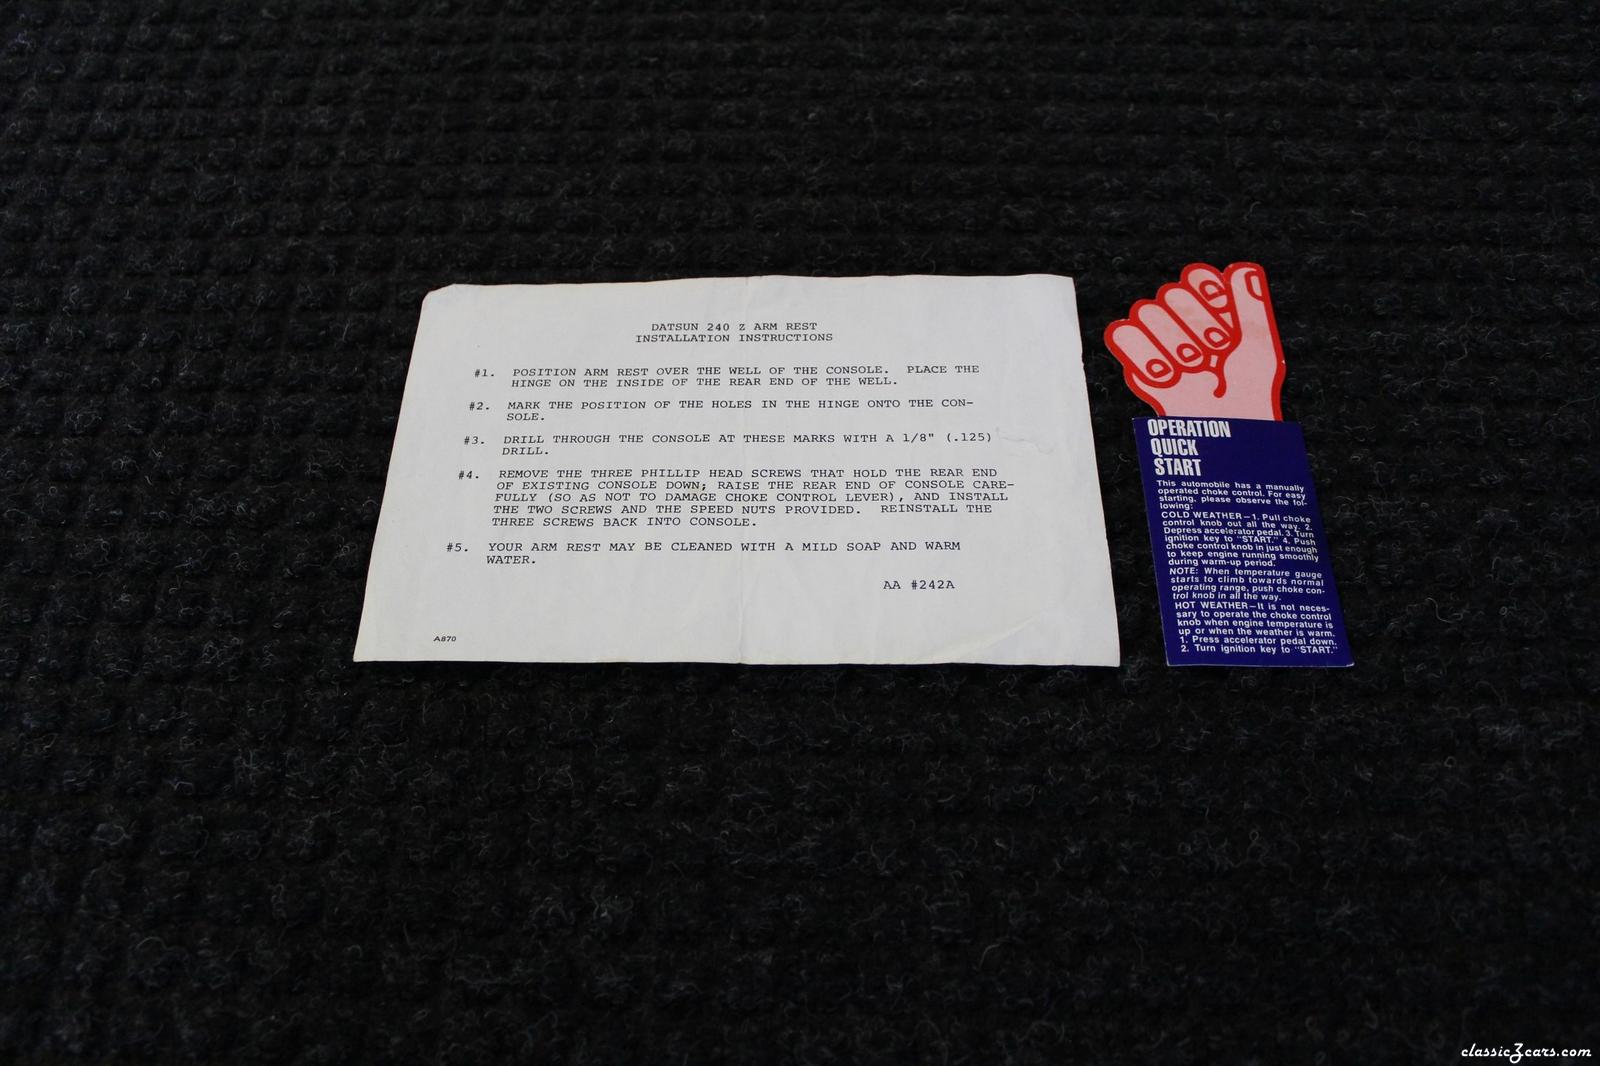 DATSUN 240 Z ARM REST
INSTALLATION INSTRUCTIONS
#1. POSITION ARM REST OVER THE WELL OF THE CONSOLE. PLACE THE
HINGE ON THE INSIDE OF THE REAR END OF THE WELL.
#2. MARK THE POSITION OF THE HOLES IN THE HINGE ONTO THE CON-
SOLE.
#3. DRILL THROUGH THE CONSOLE AT THESE MARKS WITH A 1/8" (.125)
DRILL.
#4. REMOVE THE THREE PHILLIP HEAD SCREWS THAT HOLD THE REAR END
OF EXISTING CONSOLE DOWN; RAISE THE REAR END OF CONSOLE CARE-
FULLY (SO AS NOT TO DAMAGE CHOKE CONTROL LEVER), AND INSTALL
THE TWO SCREWS AND THE SPEED NUTS PROVIDED. REINSTALL THE
THREE SCREWS BACK INTO CONSOLE.
#5. YOUR ARM REST MAY BE CLEANED WITH A MILD SOAP AND WARM
WATER.
AA #242A
A870
OPERATION
QUICK
START
This automobile has a manually
operated choke control. For easy
starting, please observe the fol-
lowing:
COLD WEATHER—1. Pull choke
control knob out all the way. 2.
Depress accelerator pedal. 3. Turn
ignition key to "START." 4. Push
choke control knob in just enough
to keep engine running smoothly
during warm-up period.
NOTE: When temperature gauge
starts to climb towards normal
operating range, push choke con-
trol knob in all the way.
HOT WEATHER—It is not neces-
sary to operate the choke control
knob when engine temperature is
up or when the weather is warm.
1. Press accelerator pedal down.
2. Turn ignition key to "START."
classicZcars.com